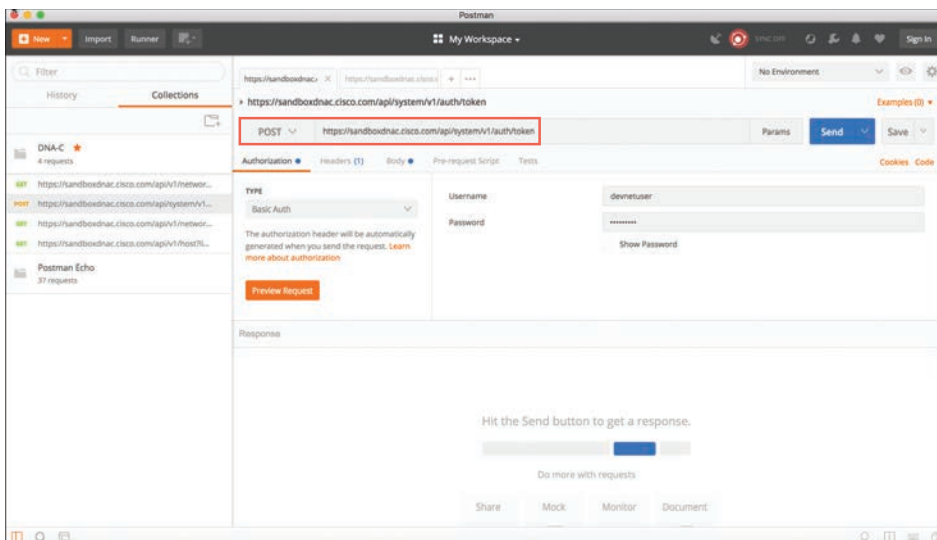 Postman
New Import Runner My Workspace Sign In
Filter
History Collections
DNA-C
4 requests
GET https://sandboxdnac.cisco.com/api/v1/networ...
POST https://sandboxdnac.cisco.com/api/system/v1...
GET https://sandboxdnac.cisco.com/api/v1/networ...
GET https://sandboxdnac.cisco.com/api/v1/host?l...
Postman Echo
37 requests
https://sandboxdnac.c https://sandboxdnac.cisco.c + ...
No Environment
https://sandboxdnac.cisco.com/api/system/v1/auth/token
Examples (0)
POST https://sandboxdnac.cisco.com/api/system/v1/auth/token Params Send Save
Authorization Headers (1) Body Pre-request Script Tests Cookies Code
TYPE
Basic Auth
The authorization header will be automatically
generated when you send the request. Learn
more about authorization
Preview Request
Username devnetuser
Password •••••••••
Show Password
Response
Hit the Send button to get a response.
Do more with requests
Share Mock Monitor Document